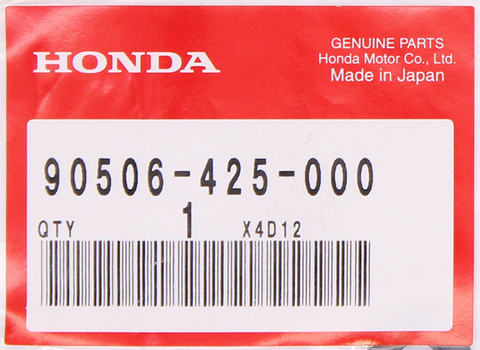 HONDA
GENUINE PARTS
Honda Motor Co., Ltd.
Made in Japan
90506-425-000
QTY 1 X4D12